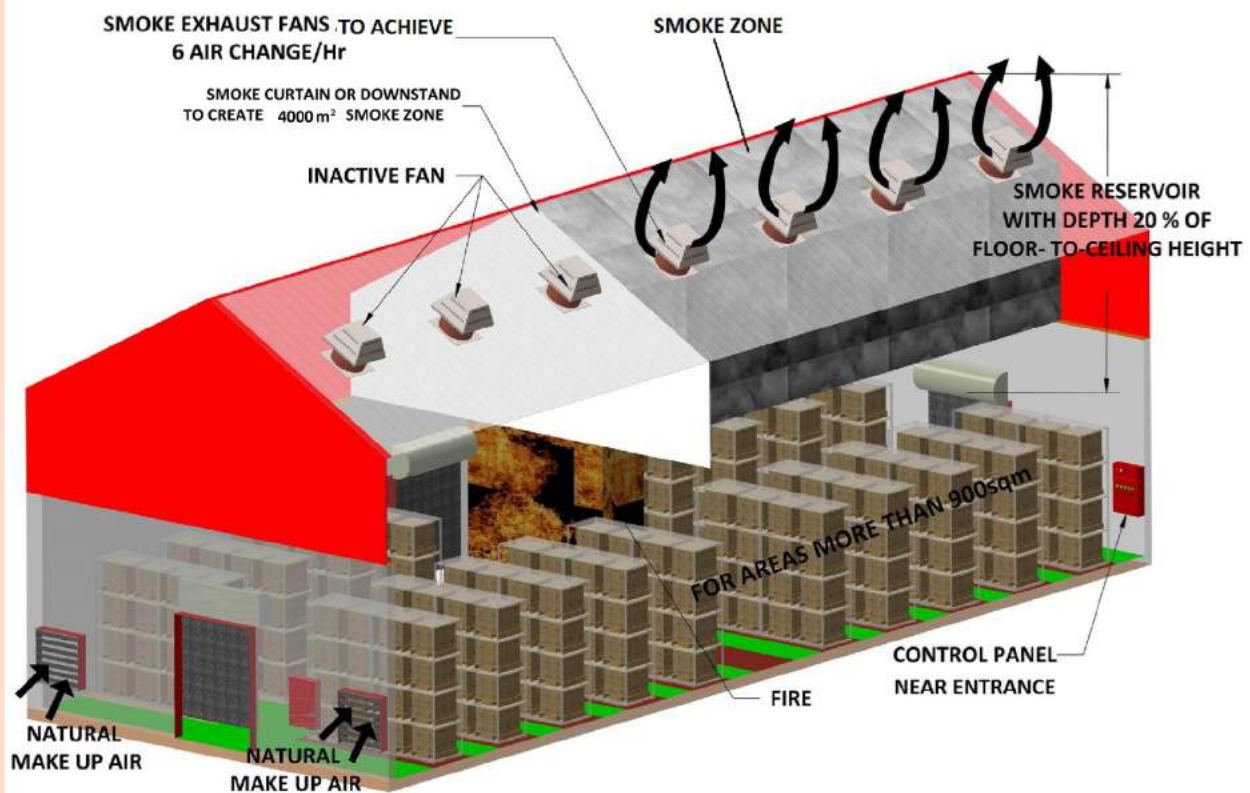 SMOKE EXHAUST FANS TO ACHIEVE
6 AIR CHANGE/Hr
SMOKE ZONE
SMOKE CURTAIN OR DOWNSTAND
TO CREATE 4000 m² SMOKE ZONE
INACTIVE FAN
SMOKE RESERVOIR
WITH DEPTH 20 % OF
FLOOR- TO-CEILING HEIGHT
FOR AREAS MORE THAN 900sqm
CONTROL PANEL
NEAR ENTRANCE
FIRE
NATURAL
MAKE UP AIR
NATURAL
MAKE UP AIR